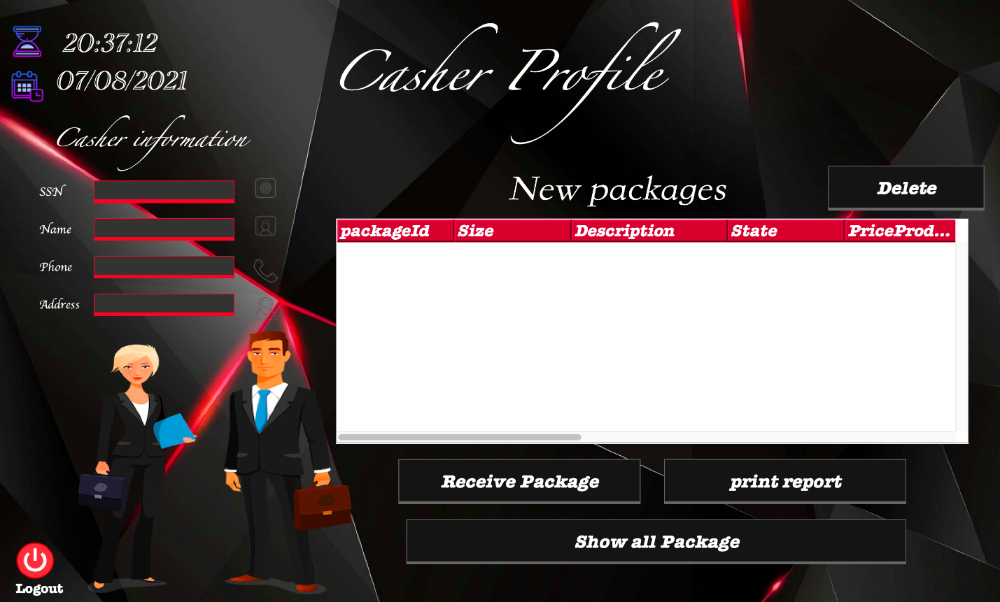 20:37:12
07/08/2021
Casher Profile
Casher information
SSN
Name
Phone
Address
New packages
Delete
packageId Size Description State PriceProd...
Receive Package
print report
Show all Package
Logout